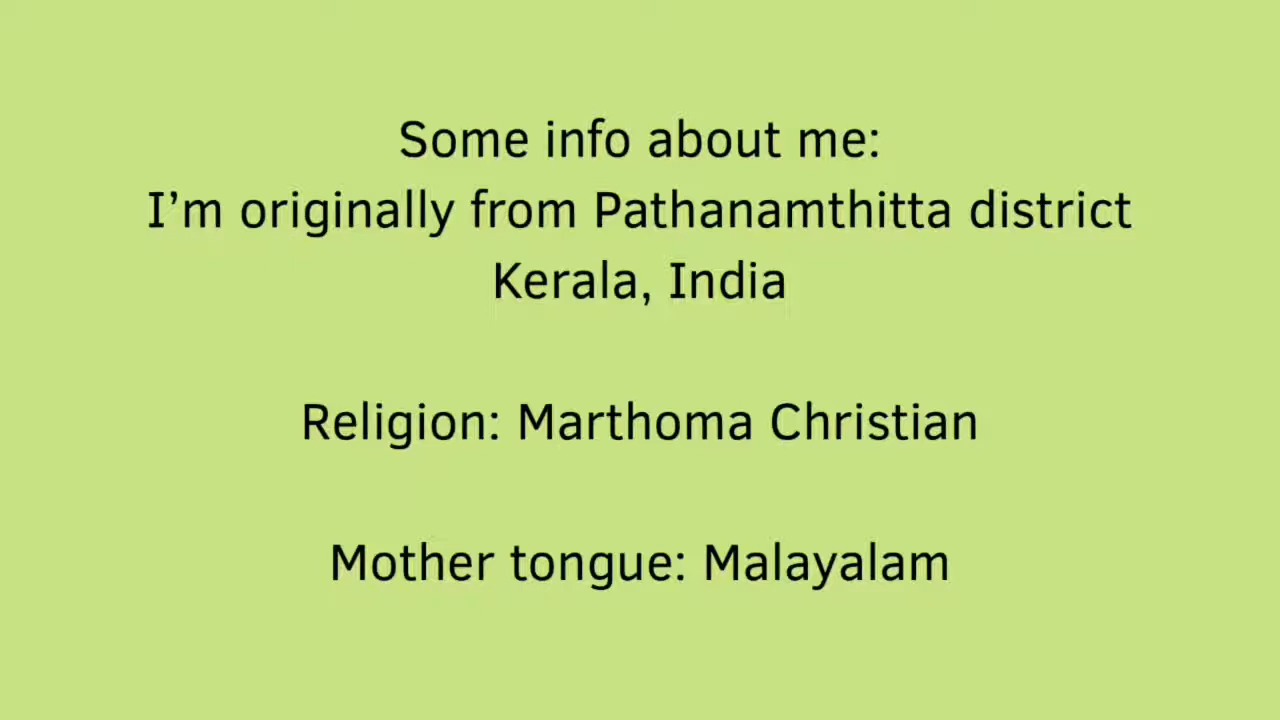 Some info about me:
I’m originally from Pathanamthitta district
Kerala, India
Religion: Marthoma Christian
Mother tongue: Malayalam